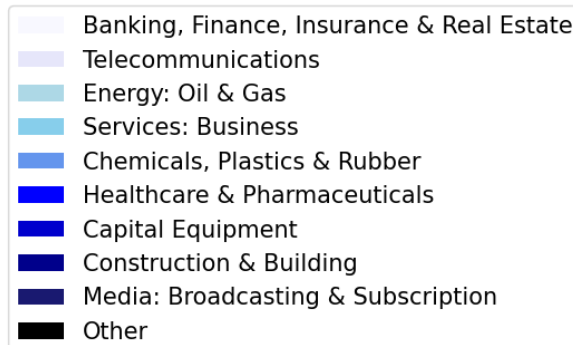 Banking, Finance, Insurance & Real Estate
Telecommunications
Energy: Oil & Gas
Services: Business
Chemicals, Plastics & Rubber
Healthcare & Pharmaceuticals
Capital Equipment
Construction & Building
Media: Broadcasting & Subscription
Other